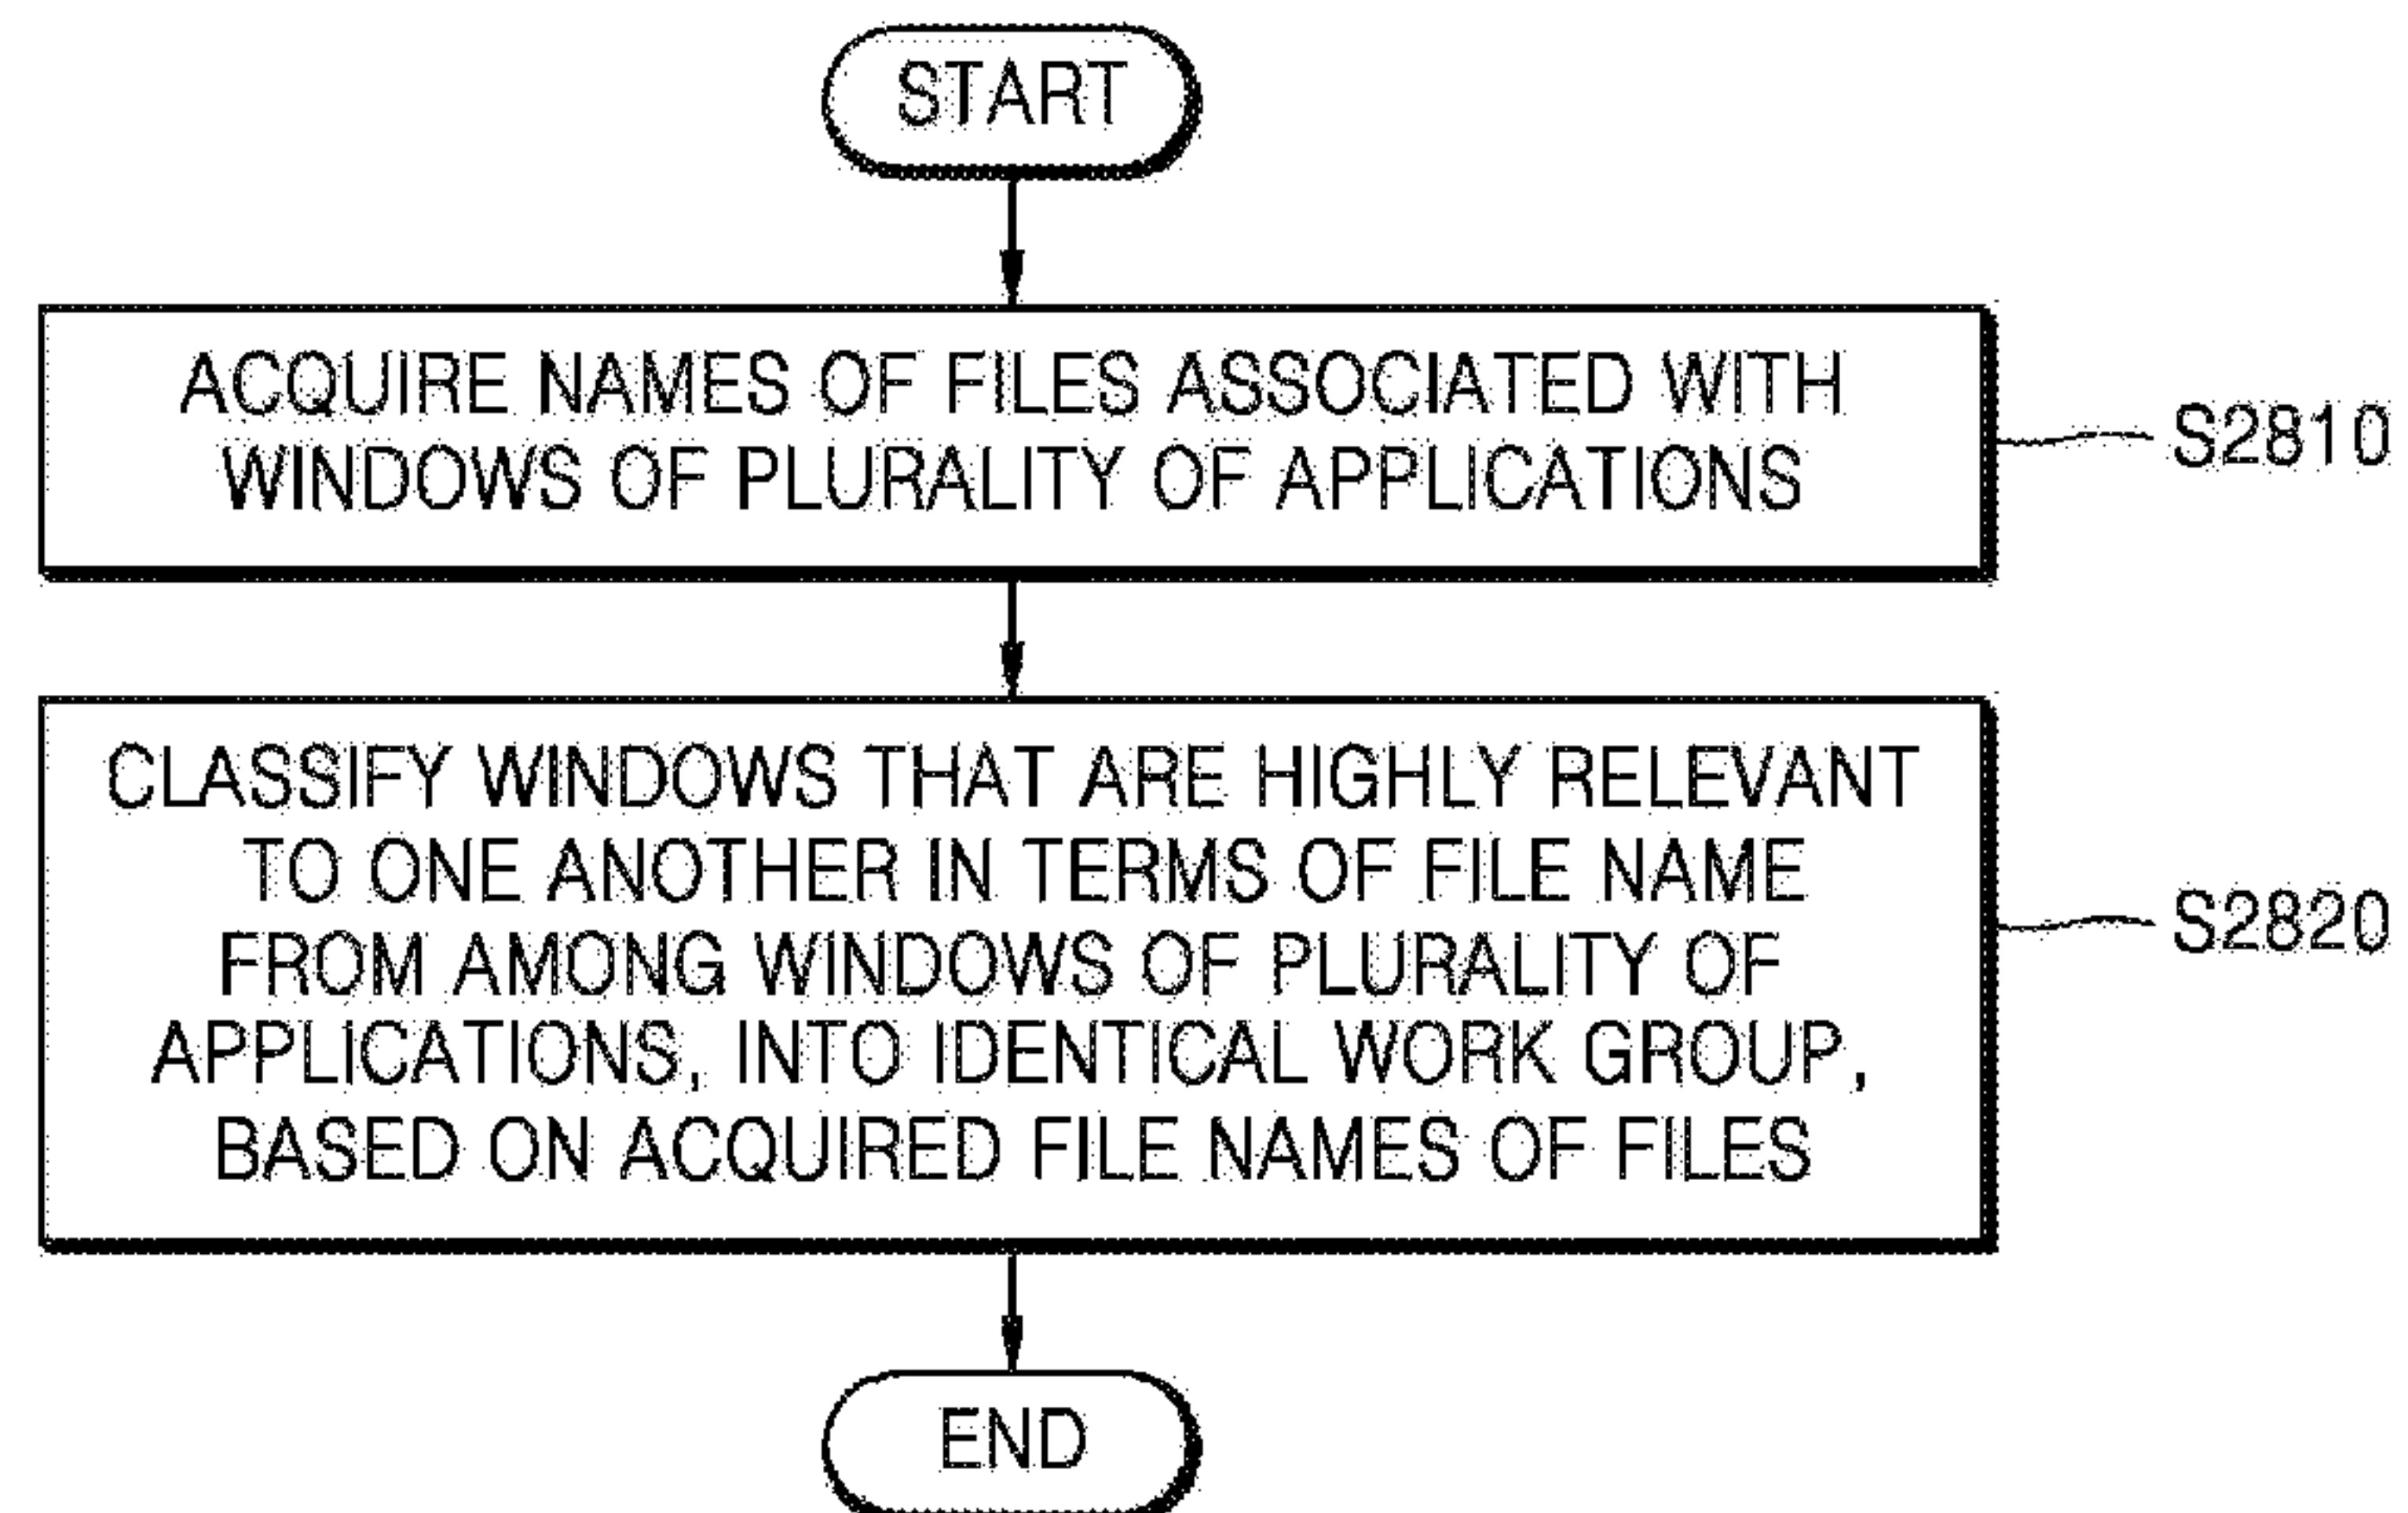 START
ACQUIRE NAMES OF FILES ASSOCIATED WITH
WINDOWS OF PLURALITY OF APPLICATIONS
S2810
CLASSIFY WINDOWS THAT ARE HIGHLY RELEVANT
TO ONE ANOTHER IN TERMS OF FILE NAME
FROM AMONG WINDOWS OF PLURALITY OF
APPLICATIONS, INTO IDENTICAL WORK GROUP,
BASED ON ACQUIRED FILE NAMES OF FILES
S2820
END